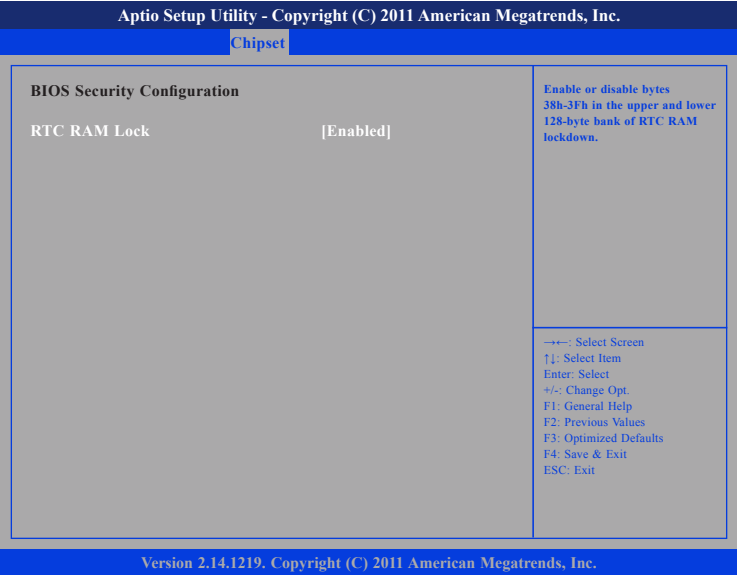 Aptio Setup Utility - Copyright (C) 2011 American Megatrends, Inc.
Chipset
BIOS Security Configuration
RTC RAM Lock [Enabled]
Enable or disable bytes
38h-3Fh in the upper and lower
128-byte bank of RTC RAM
lockdown.
→←: Select Screen
↑↓: Select Item
Enter: Select
+/-: Change Opt.
F1: General Help
F2: Previous Values
F3: Optimized Defaults
F4: Save & Exit
ESC: Exit
Version 2.14.1219. Copyright (C) 2011 American Megatrends, Inc.